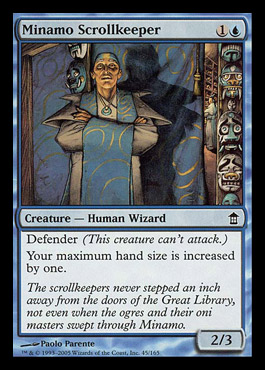 Minamo Scrollkeeper 1
Creature — Human Wizard
Defender (This creature can't attack.)
Your maximum hand size is increased
by one.
The scrollkeepers never stepped an inch
away from the doors of the Great Library,
not even when the ogres and their oni
masters swept through Minamo.
2/3
Paolo Parente
™ & © 1993–2005 Wizards of the Coast, Inc. 45/165